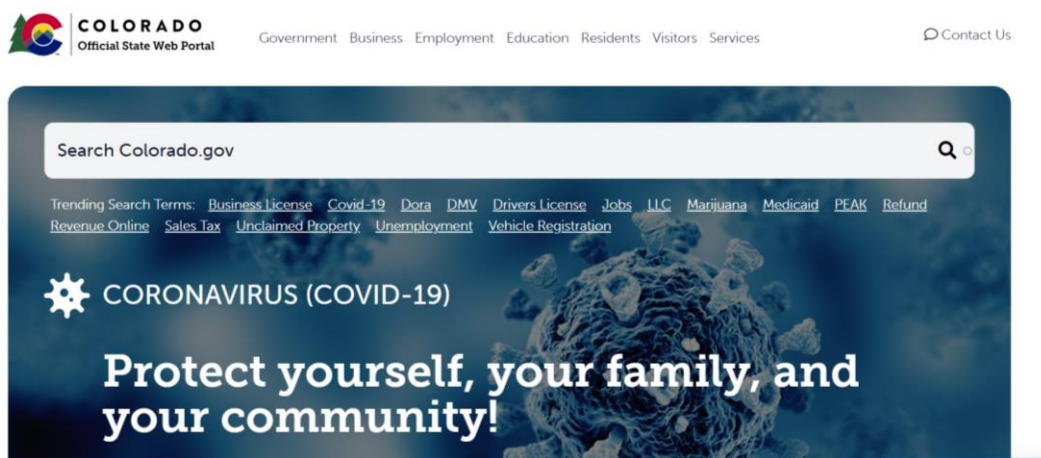 COLORADO
Official State Web Portal
Government Business Employment Education Residents Visitors Services
Contact Us
Search Colorado.gov
Trending Search Terms: Business License Covid-19 Dora DMV Drivers License Jobs LLC Marijuana Medicaid PEAK Refund
Revenue Online Sales Tax Unclaimed Property Unemployment Vehicle Registration
CORONAVIRUS (COVID-19)
Protect yourself, your family, and
your community!